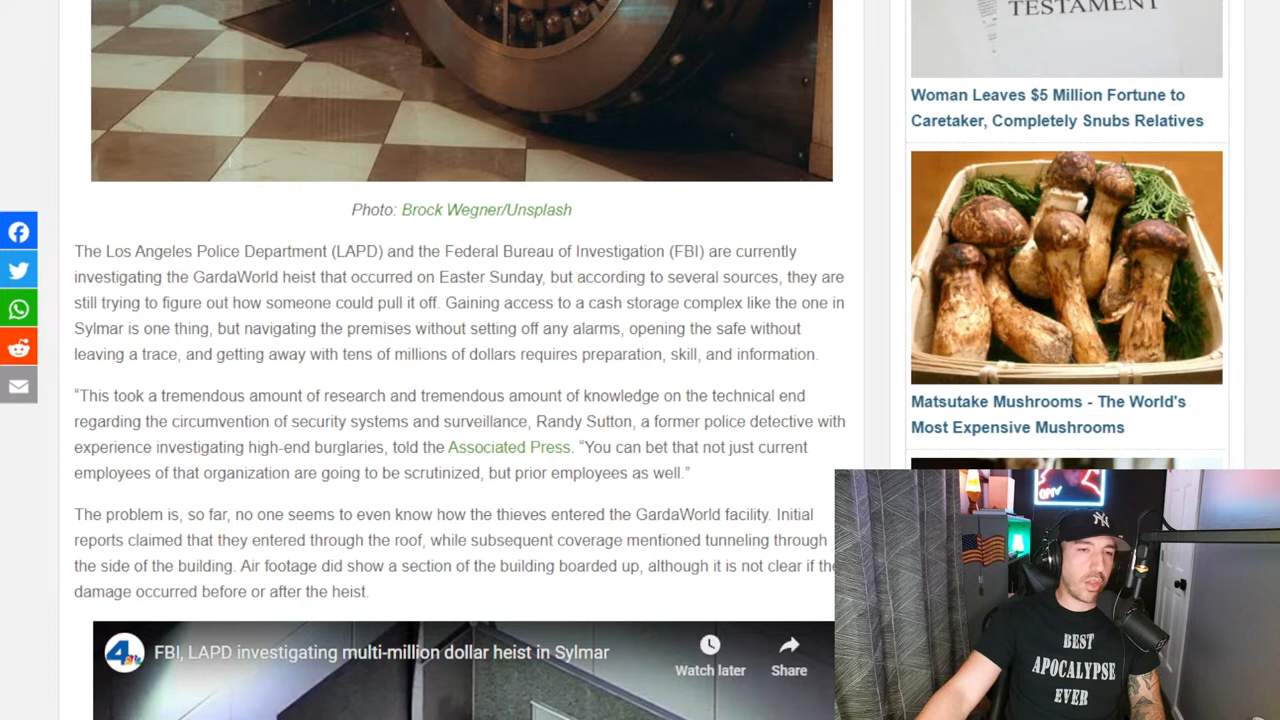 TESTAMENT
Woman Leaves $5 Million Fortune to
Caretaker, Completely Snubs Relatives
Photo: Brock Wegner/Unsplash
The Los Angeles Police Department (LAPD) and the Federal Bureau of Investigation (FBI) are currently
investigating the GardaWorld heist that occurred on Easter Sunday, but according to several sources, they are
still trying to figure out how someone could pull it off. Gaining access to a cash storage complex like the one in
Sylmar is one thing, but navigating the premises without setting off any alarms, opening the safe without
leaving a trace, and getting away with tens of millions of dollars requires preparation, skill, and information.
“This took a tremendous amount of research and tremendous amount of knowledge on the technical end
regarding the circumvention of security systems and surveillance, Randy Sutton, a former police detective with
experience investigating high-end burglaries, told the Associated Press. “You can bet that not just current
employees of that organization are going to be scrutinized, but prior employees as well.”
The problem is, so far, no one seems to even know how the thieves entered the GardaWorld facility. Initial
reports claimed that they entered through the roof, while subsequent coverage mentioned tunneling through
the side of the building. Air footage did show a section of the building boarded up, although it is not clear if the
damage occurred before or after the heist.
Matsutake Mushrooms - The World's
Most Expensive Mushrooms
4
FBI, LAPD investigating multi-million dollar heist in Sylmar
Watch later
Share
NY
BEST
APOCALYPSE
EVER